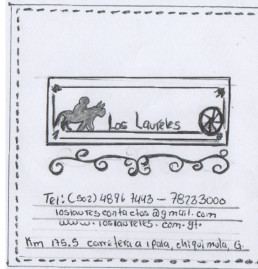 Los Laureles
Tel: (502) 4896 7443 - 78233000
loslaurescontactos@gmail.com
www.loslaureles.com.gt.
Km 175.5 carretera a ipala, chiquimula, G.